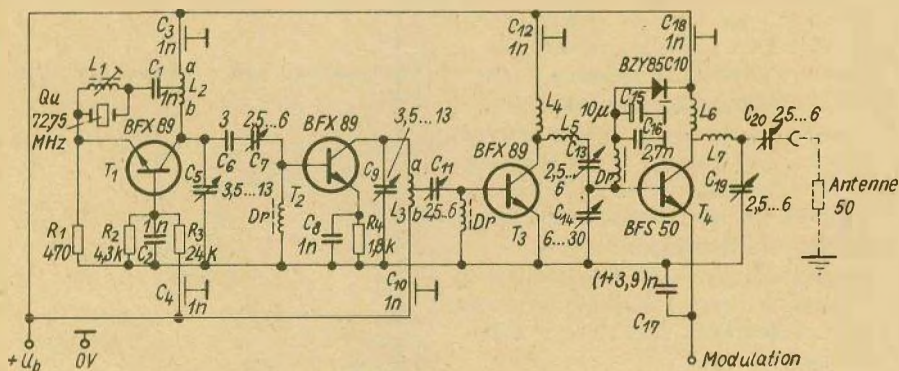 C3
1n
C12
1n
C18
1n
L1
C1
1n
a
L2
b
BZY85C10
Qu
72,75
MHz
BFX 89
3
2,5...6
3,5...13
BFX 89
L4
10µ
C15
L6
C20
2,5...6
L5
C16
2,7n
L7
T1
C5
C6
C7
C9
a
C11
BFX 89
C13
2,5...
6
Dr
3,5...13
T2
L3
b
2,5..6
T3
C14
6...30
BFS 50
T4
C19
2,5...6
Antenne
50
R1
470
R2
4,3k
1n
C2
R3
24k
Dr
C8
1n
R4
1,8k
Dr
C4
1n
C10
1n
(1+3,9)n
C17
+Ub
0V
Modulation